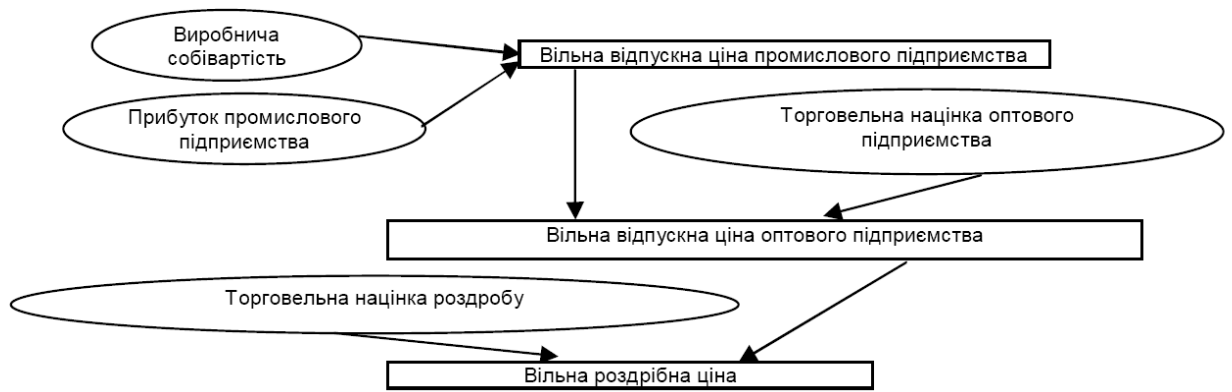 Виробнича
собівартість
Вільна відпускна ціна промислового підприємства
Прибуток промислового
підприємства
Торговельна націнка оптового
підприємства
Вільна відпускна ціна оптового підприємства
Торговельна націнка роздробу
Вільна роздрібна ціна